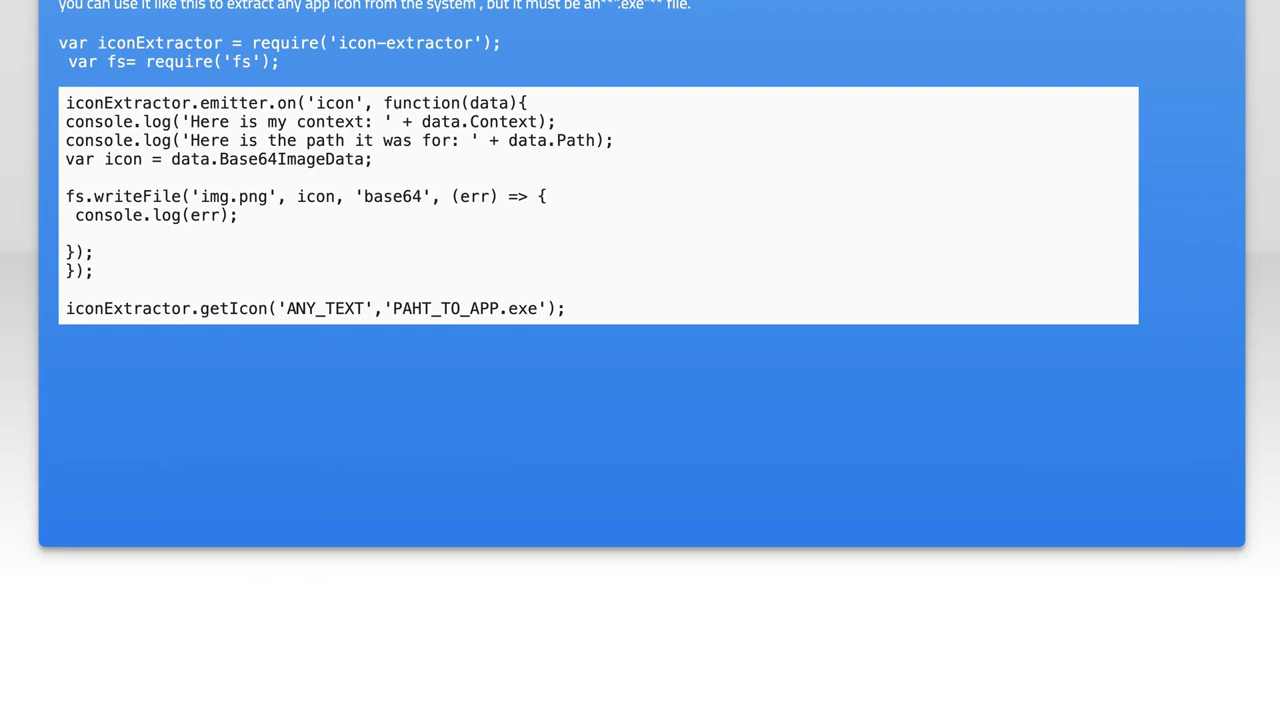 you can use it like this to extract any app icon from the system , but it must be an**".exe"** file.
var iconExtractor = require('icon-extractor');
var fs= require('fs');
iconExtractor.emitter.on('icon', function(data){
console.log('Here is my context: ' + data.Context);
console.log('Here is the path it was for: ' + data.Path);
var icon = data.Base64ImageData;
fs.writeFile('img.png', icon, 'base64', (err) => {
console.log(err);
});
});
iconExtractor.getIcon('ANY_TEXT','PAHT_TO_APP.exe');